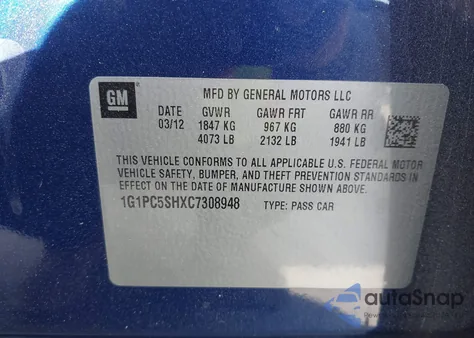 GM
MFD BY GENERAL MOTORS LLC
DATE GVWR GAWR FRT GAWR RR
03/12 1847 KG 967 KG 880 KG
4073 LB 2132 LB 1941 LB
THIS VEHICLE CONFORMS TO ALL APPLICABLE U.S. FEDERAL MOTOR
VEHICLE SAFETY, BUMPER, AND THEFT PREVENTION STANDARDS
IN EFFECT ON THE DATE OF MANUFACTURE SHOWN ABOVE.
1G1PC5SHXC7308948 TYPE: PASS CAR
autoSnap